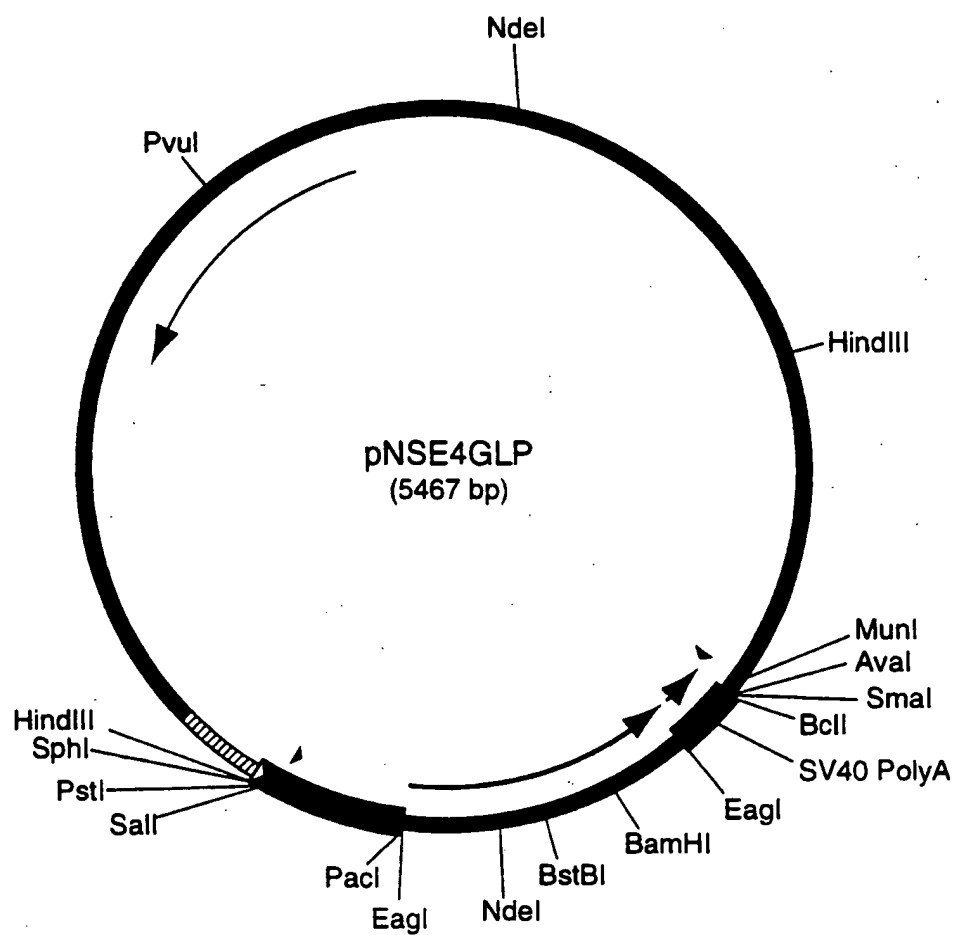 NdeI
PvuI
HindIII
pNSE4GLP
(5467 bp)
MunI
AvaI
SmaI
BclI
SV40 PolyA
EagI
BamHI
BstBI
NdeI
EagI
PacI
SalI
PstI
SphI
HindIII